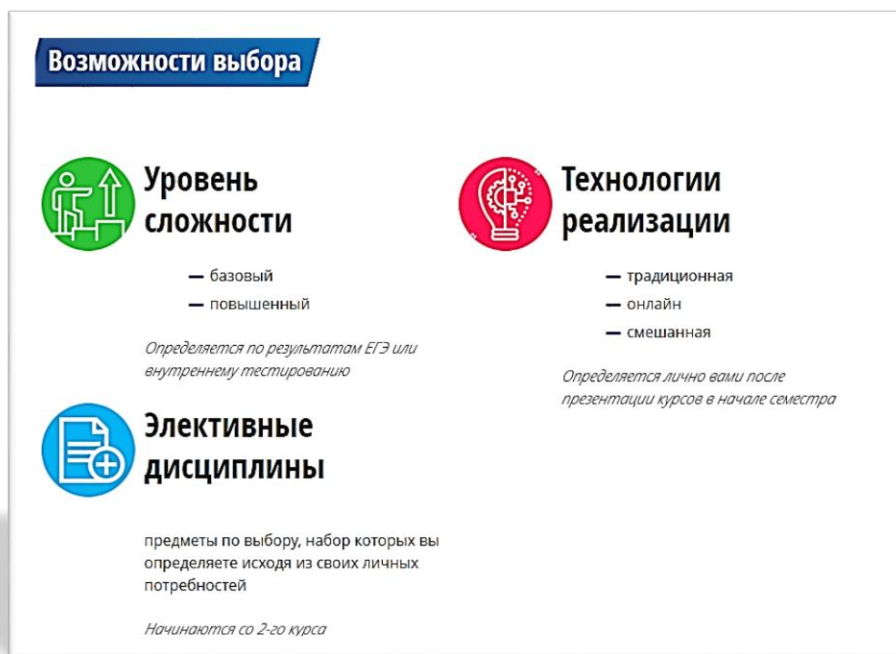 Возможности выбора
Уровень
сложности
— базовый
— повышенный
Определяется по результатам ЕГЭ или
внутреннему тестированию
Технологии
реализации
— традиционная
— онлайн
— смешанная
Определяется лично вами после
презентации курсов в начале семестра
Элективные
дисциплины
предметы по выбору, набор которых вы
определяете исходя из своих личных
потребностей
Начинаются со 2-го курса